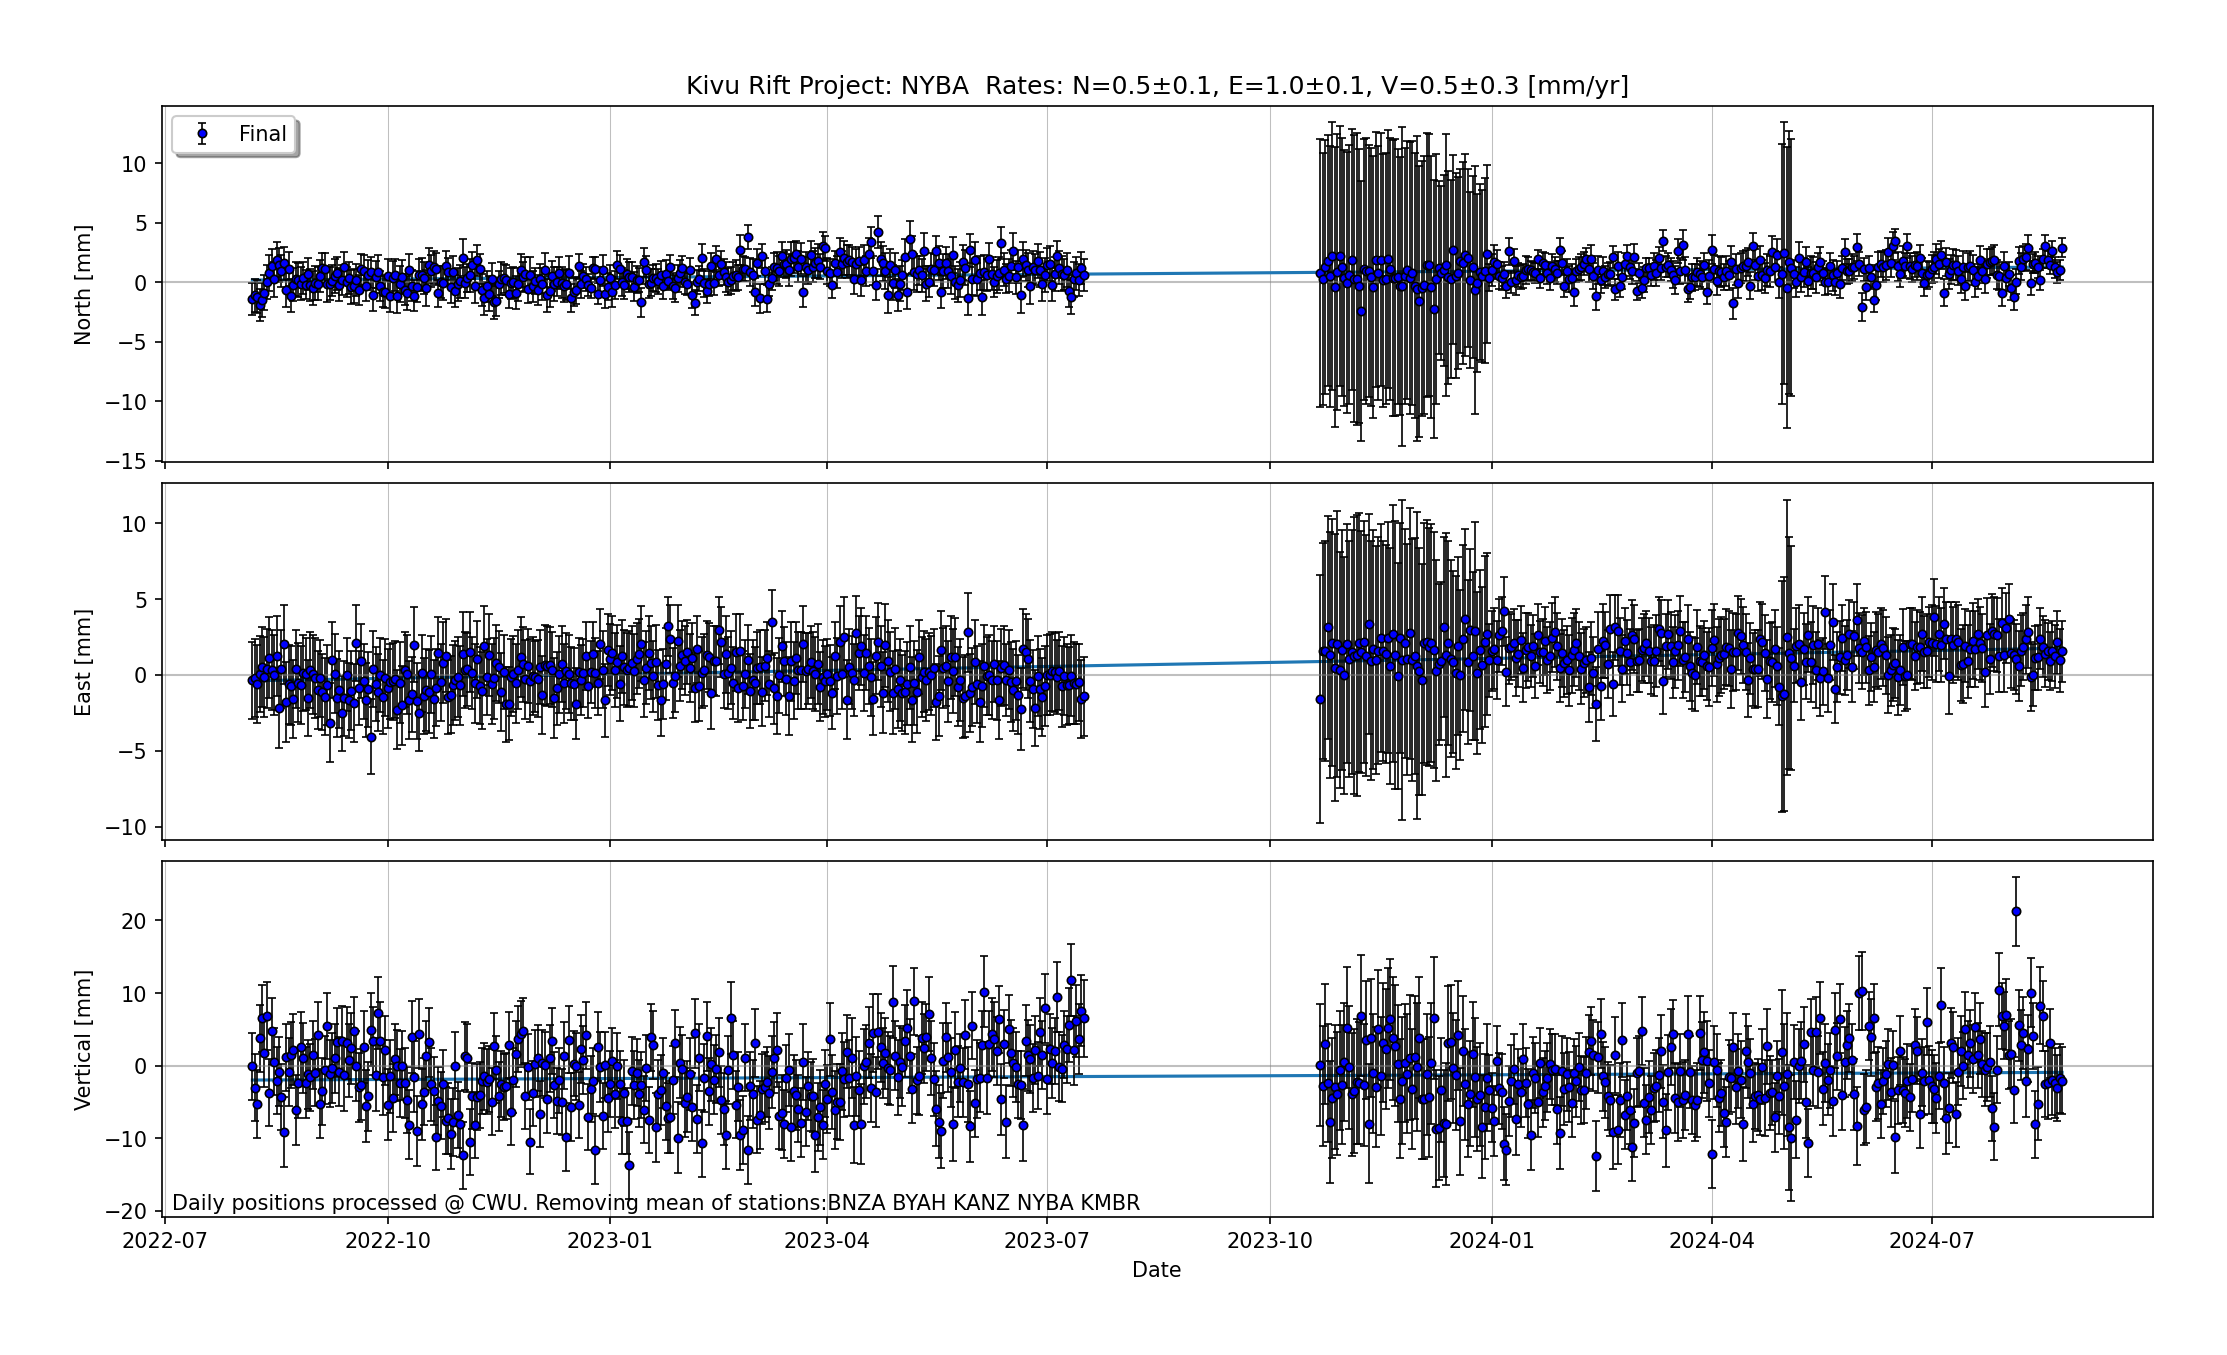 Kivu Rift Project: NYBA  Rates: N=0.5±0.1, E=1.0±0.1, V=0.5±0.3 [mm/yr]
Final
North [mm]
10
5
0
−5
−10
−15
East [mm]
10
5
0
−5
−10
Vertical [mm]
20
10
0
−10
−20
Daily positions processed @ CWU. Removing mean of stations:BNZA BYAH KANZ NYBA KMBR
2022-07 2022-10 2023-01 2023-04 2023-07 2023-10 2024-01 2024-04 2024-07
Date